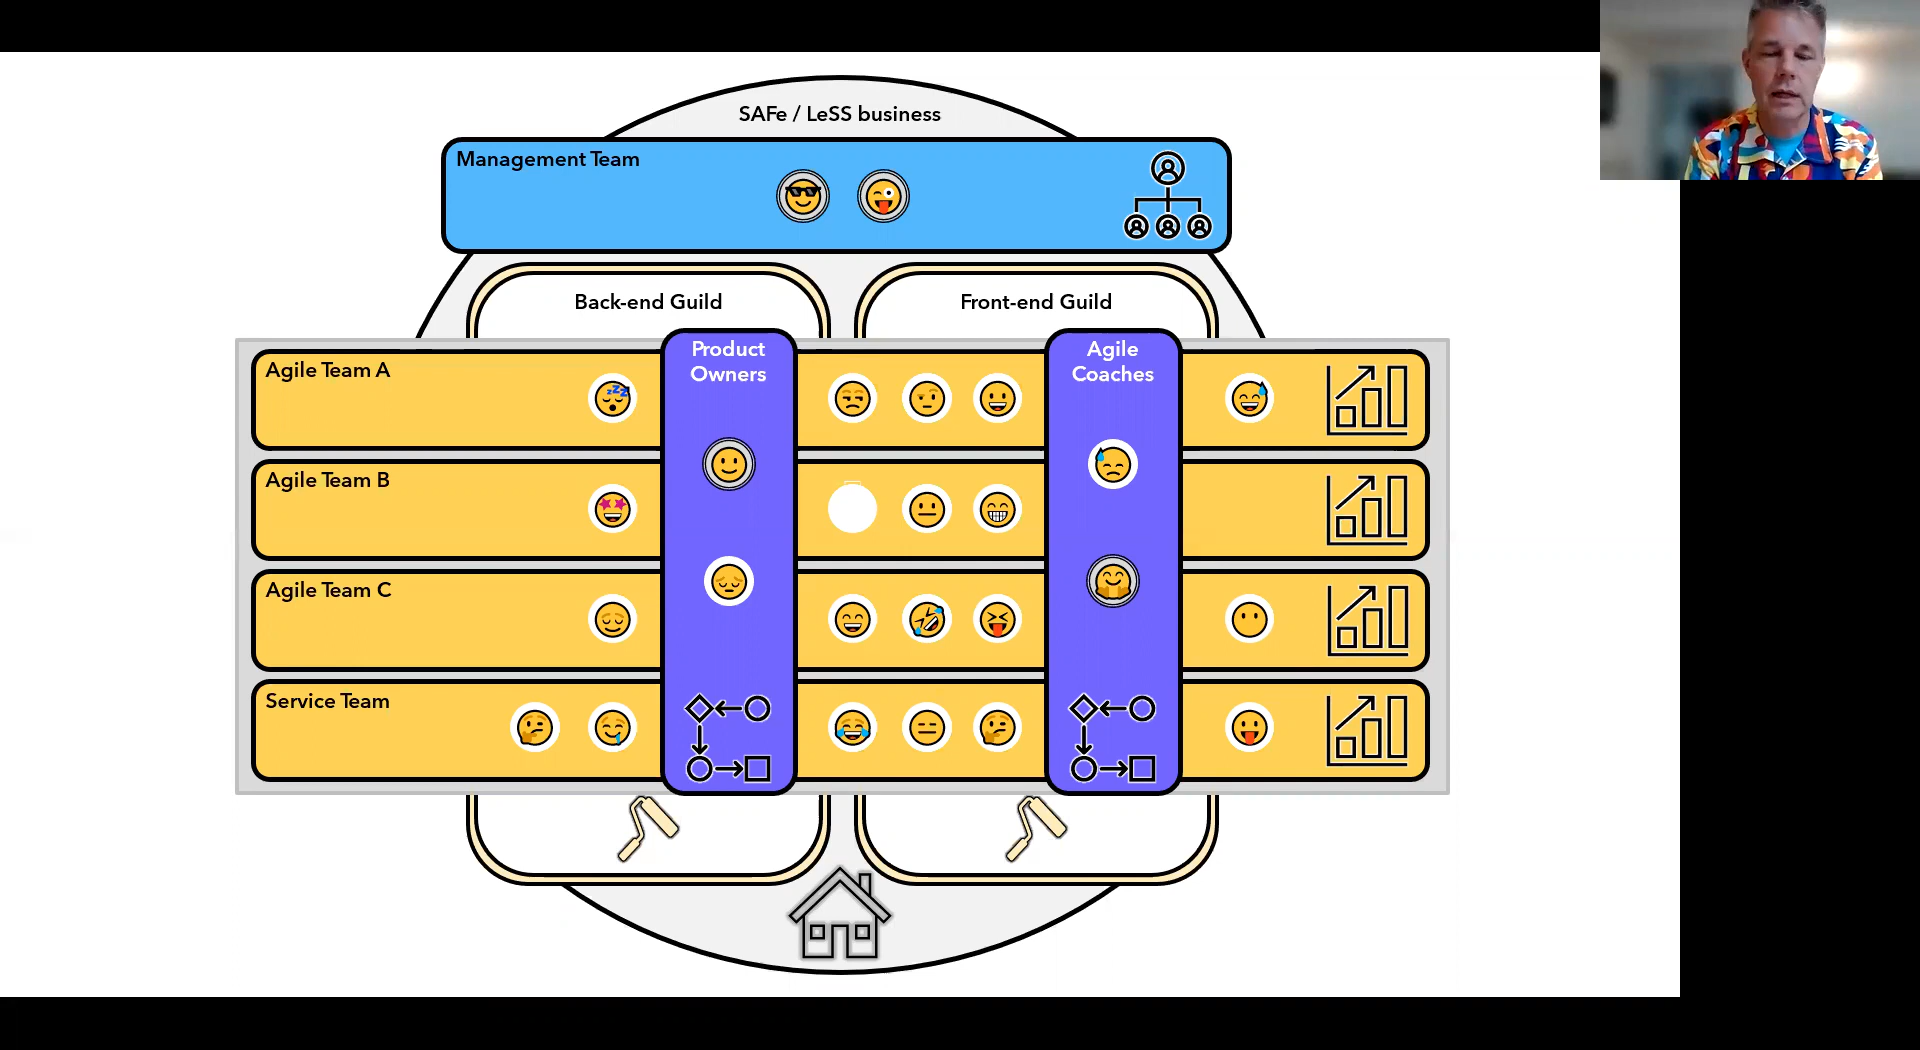 SAFe / LeSS business
Management Team
Back-end Guild
Front-end Guild
Product
Owners
Agile
Coaches
Agile Team A
Agile Team B
Agile Team C
Service Team